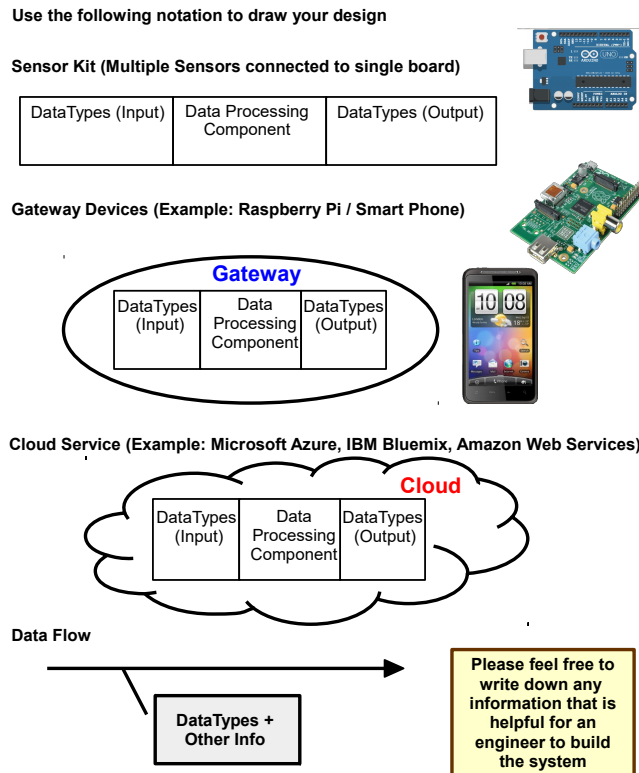 Use the following notation to draw your design
Sensor Kit (Multiple Sensors connected to single board)
DataTypes (Input)
Data Processing
Component
DataTypes (Output)
UNO
ARDUINO
Gateway Devices (Example: Raspberry Pi / Smart Phone)
Gateway
DataTypes
(Input)
Data
Processing
Component
DataTypes
(Output)
10 08
Cloud Service (Example: Microsoft Azure, IBM Bluemix, Amazon Web Services)
Cloud
DataTypes
(Input)
Data
Processing
Component
DataTypes
(Output)
Data Flow
DataTypes +
Other Info
Please feel free to
write down any
information that is
helpful for an
engineer to build
the system